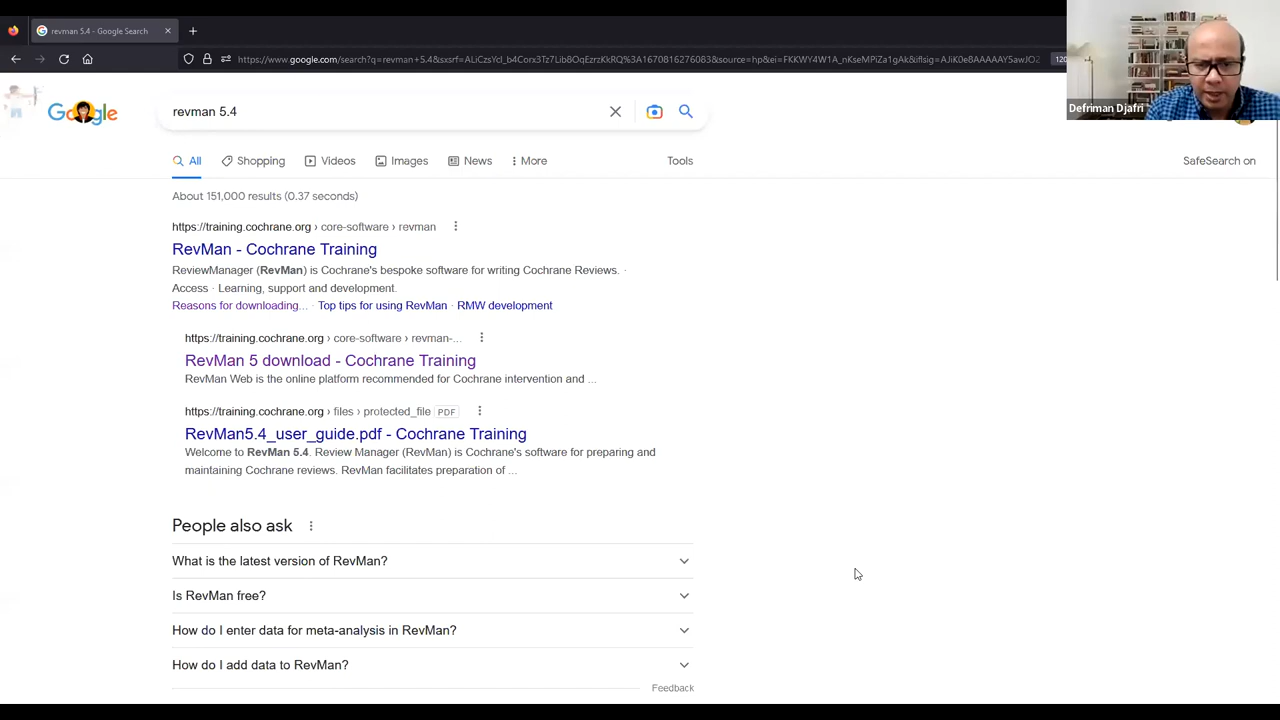 revman 5.4 - Google Search
120
Defriman Djafri
Google
revman 5.4
All
Shopping
Videos
Images
News
More
Tools
SafeSearch on
About 151,000 results (0.37 seconds)
https://training.cochrane.org › core-software › revman
RevMan - Cochrane Training
ReviewManager (RevMan) is Cochrane's bespoke software for writing Cochrane Reviews. ·
Access · Learning, support and development.
Reasons for downloading... · Top tips for using RevMan · RMW development
https://training.cochrane.org › core-software › revman-...
RevMan 5 download - Cochrane Training
RevMan Web is the online platform recommended for Cochrane intervention and ...
https://training.cochrane.org › files › protected_file PDF
RevMan5.4_user_guide.pdf - Cochrane Training
Welcome to RevMan 5.4. Review Manager (RevMan) is Cochrane's software for preparing and
maintaining Cochrane reviews. RevMan facilitates preparation of ...
People also ask
What is the latest version of RevMan?
Is RevMan free?
How do I enter data for meta-analysis in RevMan?
How do I add data to RevMan?
Feedback